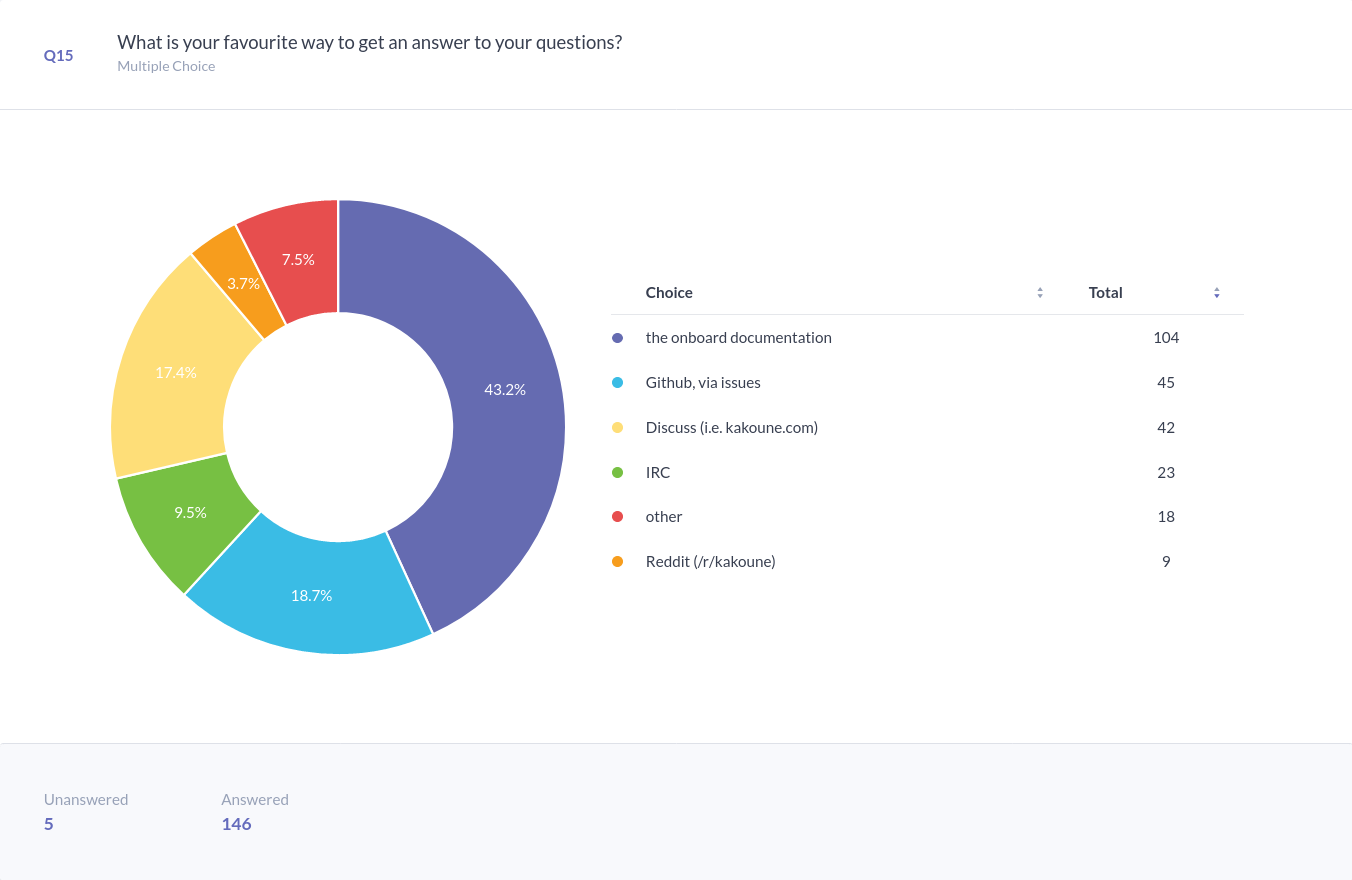 Q15
What is your favourite way to get an answer to your questions?
Multiple Choice
7.5%
3.7%
17.4%
43.2%
9.5%
18.7%
Choice Total
the onboard documentation 104
Github, via issues 45
Discuss (i.e. kakoune.com) 42
IRC 23
other 18
Reddit (/r/kakoune) 9
Unanswered Answered
5 146